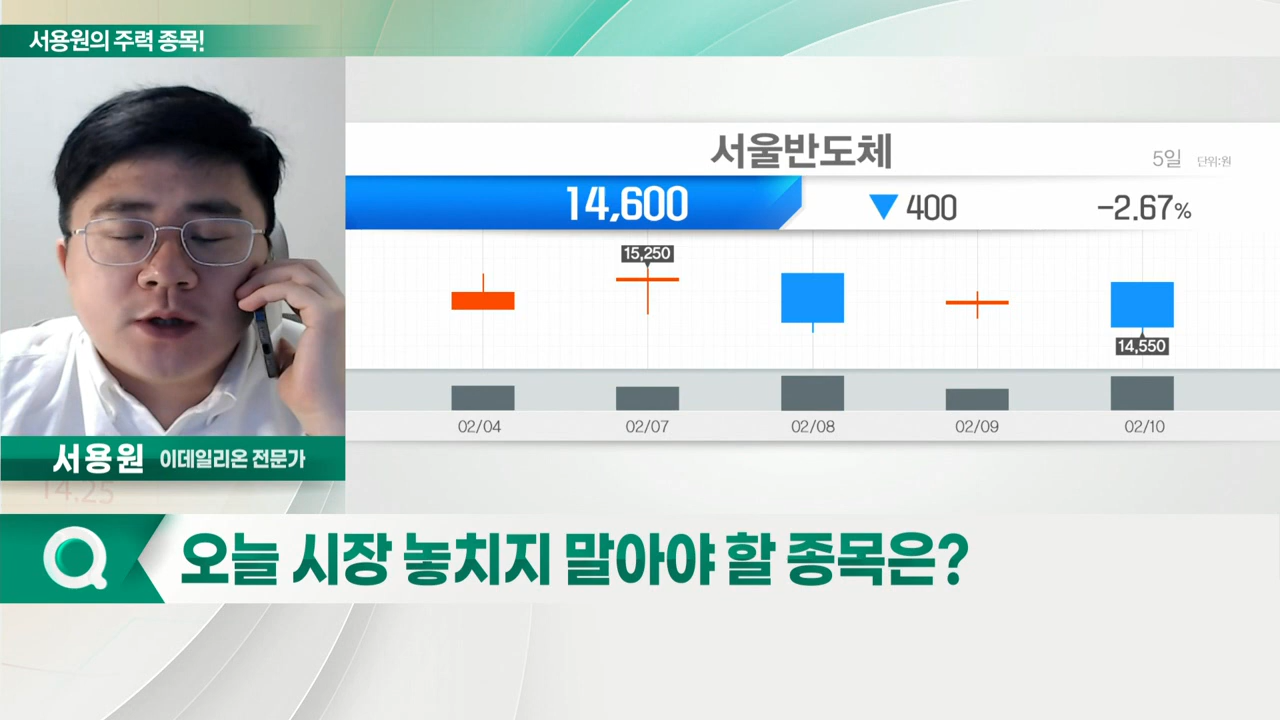 서용원의 주력 종목!
서울반도체
5일 단위:원
14,600 ▼400 -2.67%
15,250
14,550
02/04 02/07 02/08 02/09 02/10
서용원 이데일리온 전문가
14.25
Q 오늘 시장 놓치지 말아야 할 종목은?